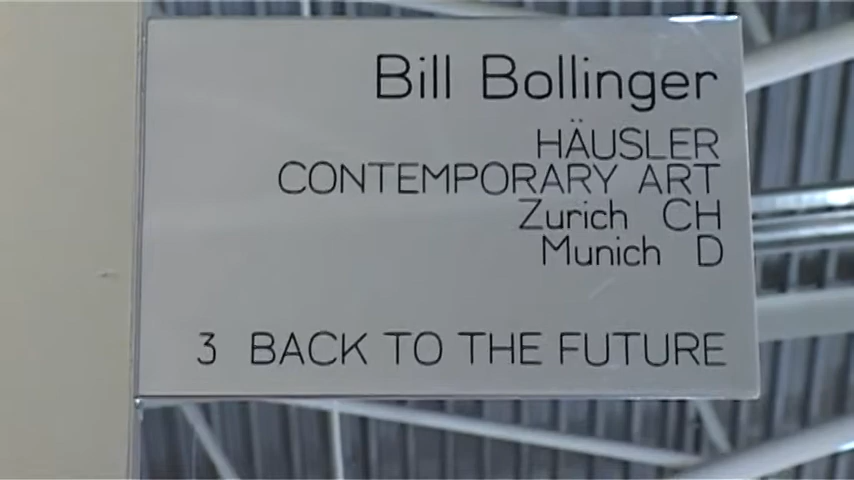 Bill Bollinger
HÄUSLER
CONTEMPORARY ART
Zurich CH
Munich D
3 BACK TO THE FUTURE